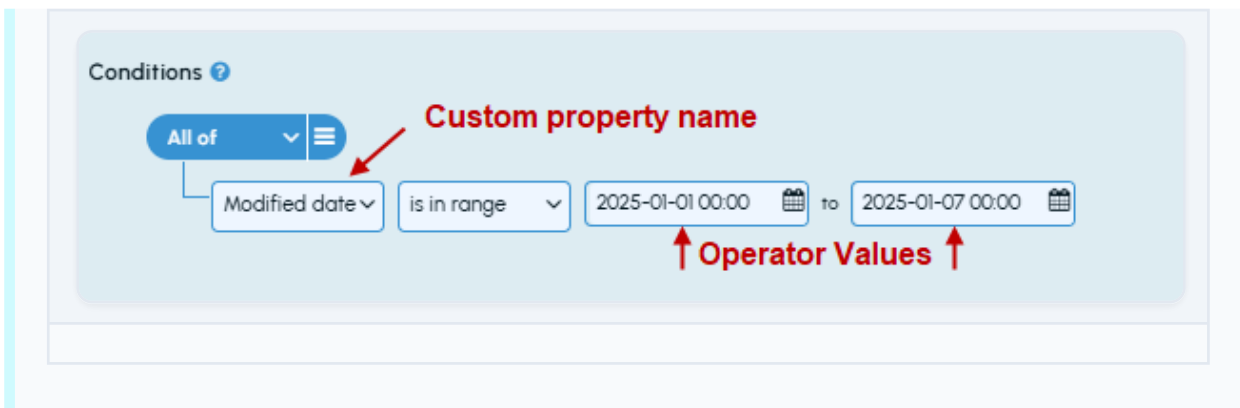 Conditions ?
Custom property name
All of
Modified date is in range 2025-01-01 00:00 to 2025-01-07 00:00
Operator Values